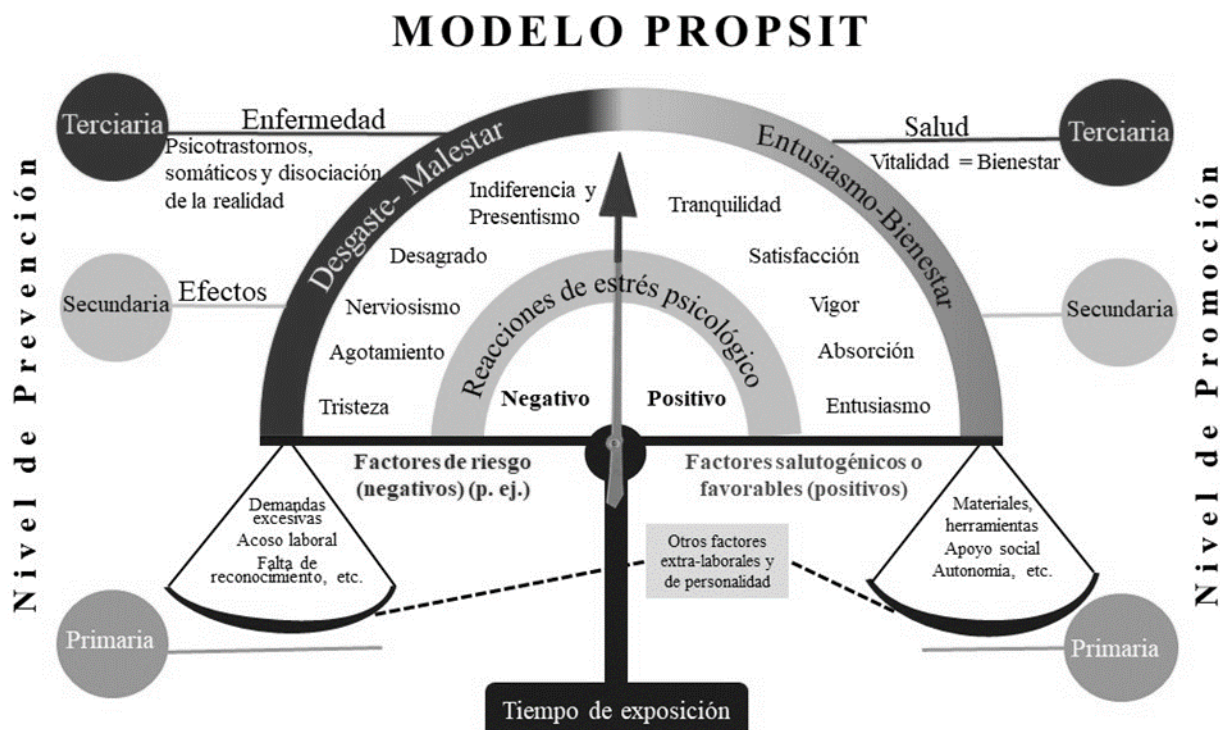 MODELO PROPSIT
Nivel de Prevención
Terciaria
Enfermedad
Psicotrastornos,
somáticos y disociación
de la realidad
Secundaria
Efectos
Primaria
Desgaste- Malestar
Entusiasmo-Bienestar
Indiferencia y
Presentismo
Desagrado
Nerviosismo
Agotamiento
Tristeza
Tranquilidad
Satisfacción
Vigor
Absorción
Entusiasmo
Reacciones de estrés psicológico
Negativo
Positivo
Factores de riesgo
(negativos) (p. ej.)
Factores salutogénicos o
favorables (positivos)
Demandas
excesivas
Acoso laboral
Falta de
reconocimiento, etc.
Otros factores
extra-laborales y
de personalidad
Materiales,
herramientas
Apoyo social
Autonomía, etc.
Tiempo de exposición
Salud
Vitalidad = Bienestar
Terciaria
Secundaria
Primaria
Nivel de Promoción